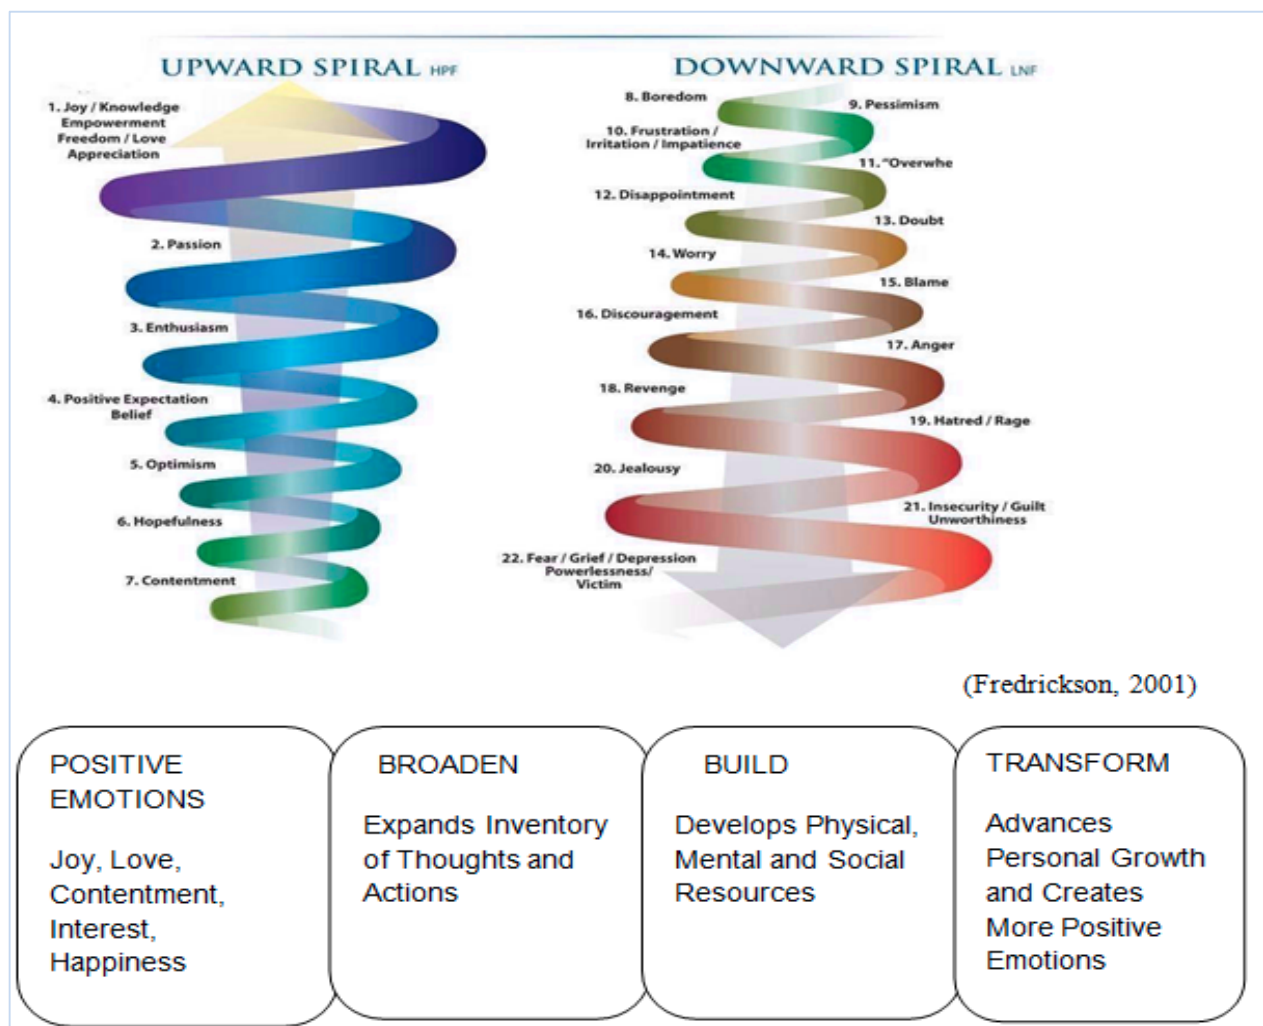 UPWARD SPIRAL HPF
1. Joy / Knowledge
Empowerment
Freedom / Love
Appreciation
2. Passion
3. Enthusiasm
4. Positive Expectation
Belief
5. Optimism
6. Hopefulness
7. Contentment
DOWNWARD SPIRAL LNF
8. Boredom
9. Pessimism
10. Frustration /
Irritation / Impatience
11. "Overwhe
12. Disappointment
13. Doubt
14. Worry
15. Blame
16. Discouragement
17. Anger
18. Revenge
19. Hatred / Rage
20. Jealousy
21. Insecurity / Guilt
Unworthiness
22. Fear / Grief / Depression
Powerlessness/
Victim
(Fredrickson, 2001)
POSITIVE
EMOTIONS
Joy, Love,
Contentment,
Interest,
Happiness
BROADEN
Expands Inventory
of Thoughts and
Actions
BUILD
Develops Physical,
Mental and Social
Resources
TRANSFORM
Advances
Personal Growth
and Creates
More Positive
Emotions